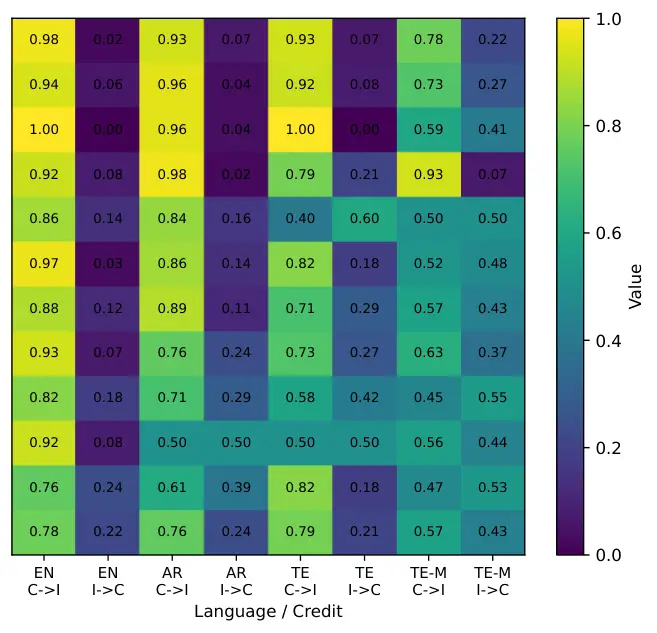 0.98 0.02 0.93 0.07 0.93 0.07 0.78 0.22
0.94 0.06 0.96 0.04 0.92 0.08 0.73 0.27
1.00 0.00 0.96 0.04 1.00 0.00 0.59 0.41
0.92 0.08 0.98 0.02 0.79 0.21 0.93 0.07
0.86 0.14 0.84 0.16 0.40 0.60 0.50 0.50
0.97 0.03 0.86 0.14 0.82 0.18 0.52 0.48
0.88 0.12 0.89 0.11 0.71 0.29 0.57 0.43
0.93 0.07 0.76 0.24 0.73 0.27 0.63 0.37
0.82 0.18 0.71 0.29 0.58 0.42 0.45 0.55
0.92 0.08 0.50 0.50 0.50 0.50 0.56 0.44
0.76 0.24 0.61 0.39 0.82 0.18 0.47 0.53
0.78 0.22 0.76 0.24 0.79 0.21 0.57 0.43
EN EN AR AR TE TE TE-M TE-M
C->I I->C C->I I->C C->I I->C C->I I->C
Language / Credit
1.0
0.8
0.6
0.4
0.2
0.0
Value